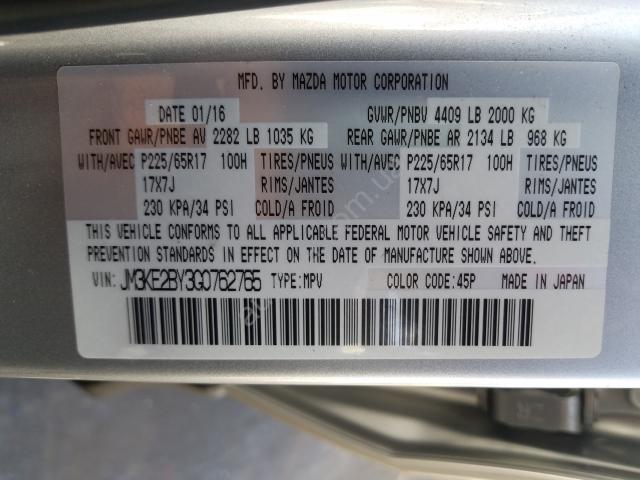 MFD. BY MAZDA MOTOR CORPORATION
DATE 01/16 GVWR/PNBV 4409 LB 2000 KG
FRONT GAWR/PNBE AV 2282 LB 1035 KG REAR GAWR/PNBE AR 2134 LB 968 KG
WITH/AVEC P225/65R17 100H TIRES/PNEUS WITH/AVEC P225/65R17 100H TIRES/PNEUS
17X7J RIMS/JANTES 17X7J RIMS/JANTES
230 KPA/34 PSI COLD/A FROID 230 KPA/34 PSI COLD/A FROID
THIS VEHICLE CONFORMS TO ALL APPLICABLE FEDERAL MOTOR VEHICLE SAFETY AND THEFT
PREVENTION STANDARDS IN EFFECT ON THE DATE OF MANUFACTURE SHOWN ABOVE.
VIN: JM3KE2BY3G0762765 TYPE:MPV COLOR CODE:45P MADE IN JAPAN